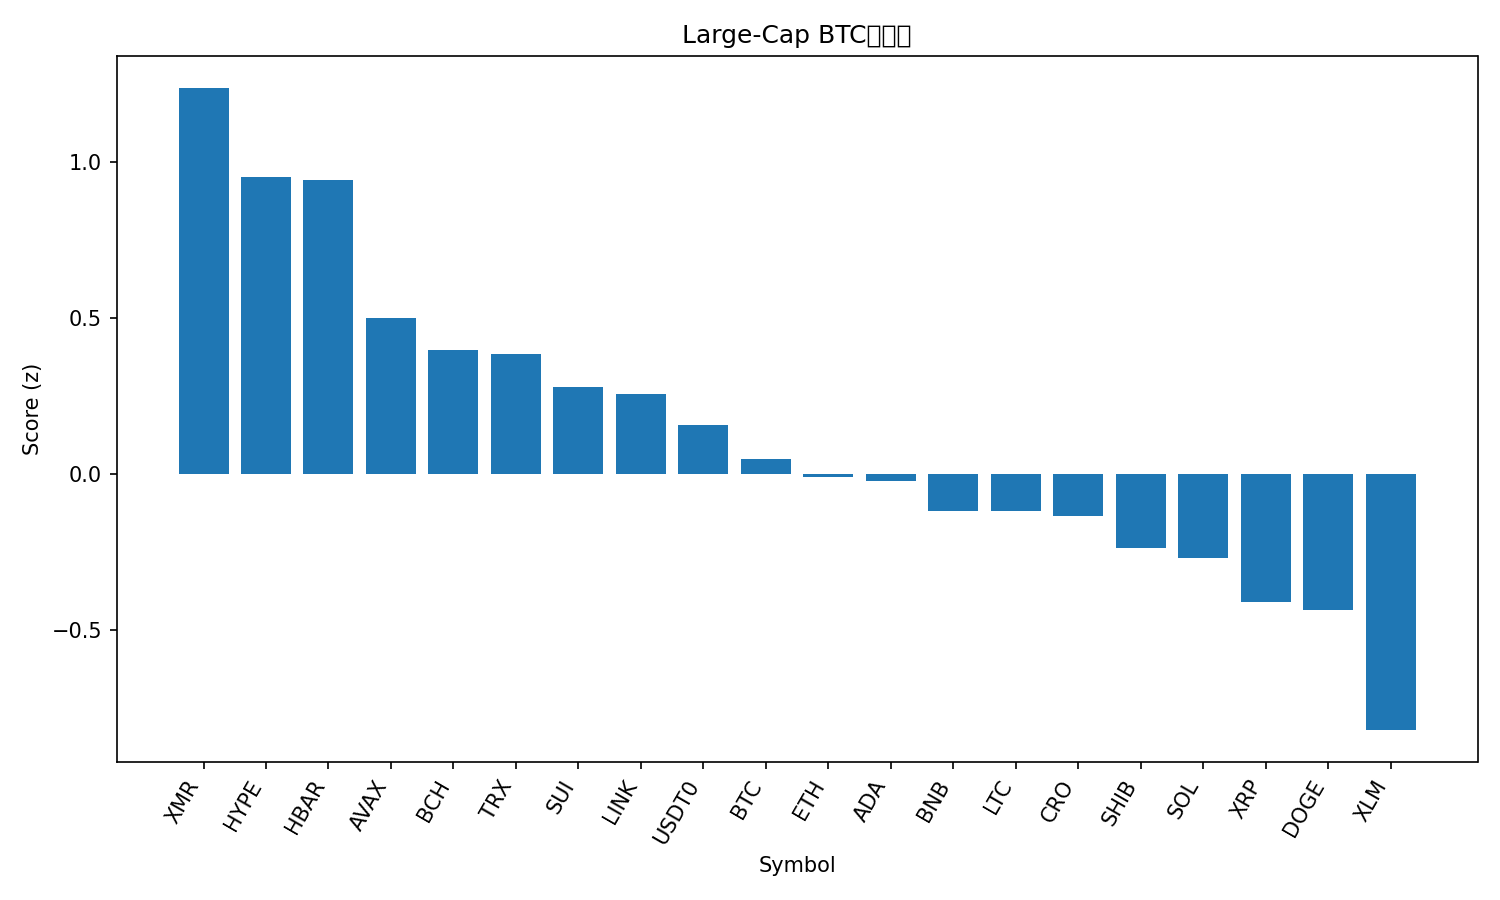 Large-Cap BTC
1.0
0.5
0.0
−0.5
Score (z)
XMR
HYPE
HBAR
AVAX
BCH
TRX
SUI
LINK
USDT0
BTC
ETH
ADA
BNB
LTC
CRO
SHIB
SOL
XRP
DOGE
XLM
Symbol